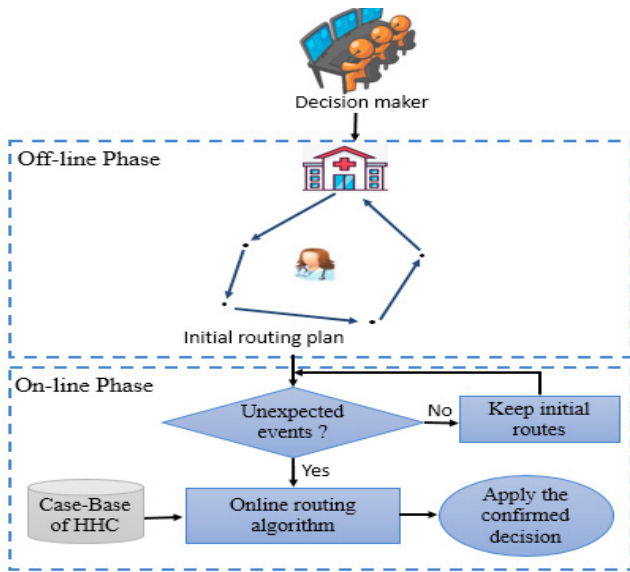 Decision maker
Off-line Phase
Initial routing plan
On-line Phase
Unexpected
events ?
No
Keep initial
routes
Yes
Case-Base
of HHC
Online routing
algorithm
Apply the
confirmed
decision